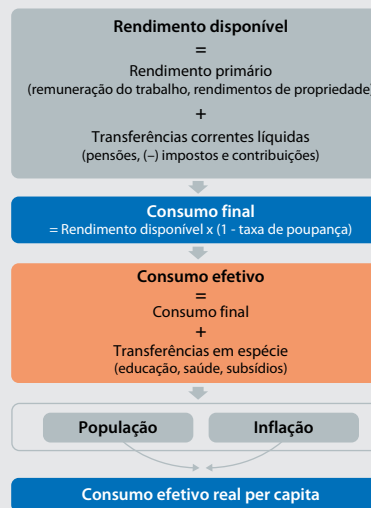 Rendimento disponível
=
Rendimento primário
(remuneração do trabalho, rendimentos de propriedade)
+
Transferências correntes líquidas
(pensões, (–) impostos e contribuições)
Consumo final
= Rendimento disponível x (1 - taxa de poupança)
Consumo efetivo
=
Consumo final
+
Transferências em espécie
(educação, saúde, subsídios)
População
Inflação
Consumo efetivo real per capita